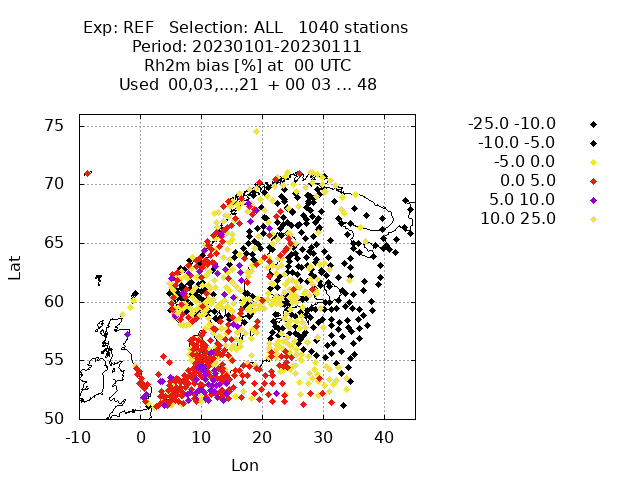 Exp: REF   Selection: ALL   1040 stations
Period: 20230101-20230111
Rh2m bias [%] at  00 UTC
Used  00,03,...,21  + 00 03 ... 48
-25.0 -10.0
-10.0 -5.0
-5.0 0.0
0.0 5.0
5.0 10.0
10.0 25.0
75
70
65
60
55
50
Lat
-10 0 10 20 30 40
Lon